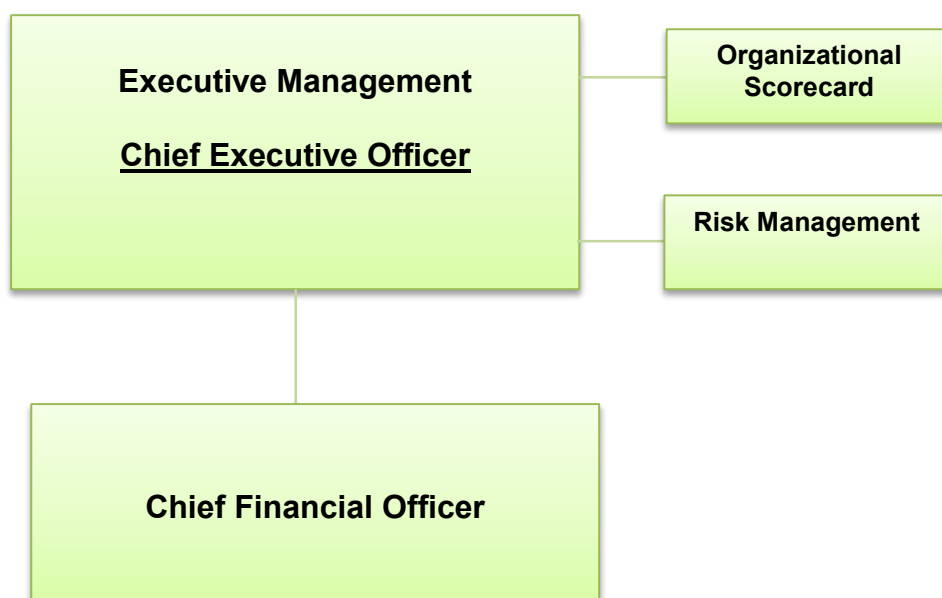 Executive Management
Chief Executive Officer
Organizational
Scorecard
Risk Management
Chief Financial Officer